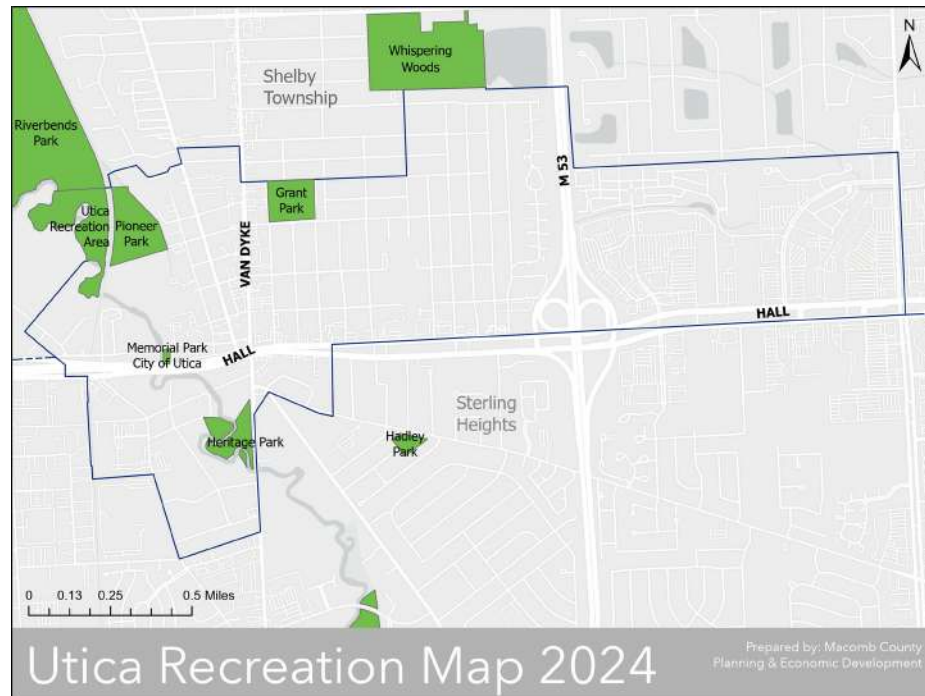 N
Whispering
Woods
Shelby
Township
Riverbends
Park
M 53
Grant
Park
Utica
Recreation
Area
Pioneer
Park
VAN DYKE
HALL
Memorial Park
City of Utica
HALL
Sterling
Heights
Heritage Park
Hadley
Park
0 0.13 0.25 0.5 Miles
Utica Recreation Map 2024
Prepared by: Macomb County
Planning & Economic Development